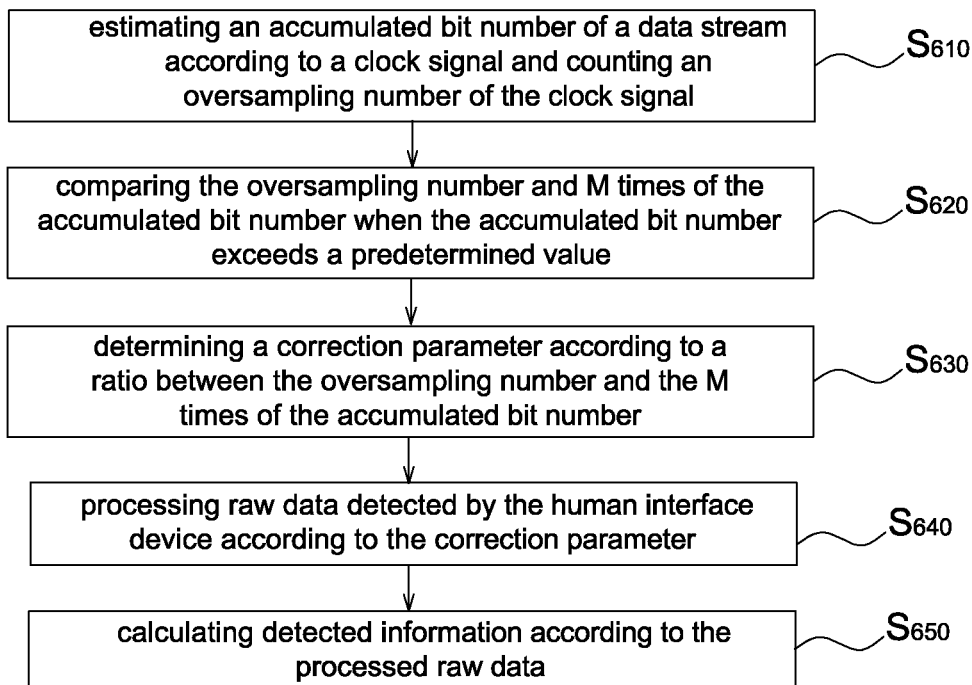 estimating an accumulated bit number of a data stream
according to a clock signal and counting an
oversampling number of the clock signal
S610
comparing the oversampling number and M times of the
accumulated bit number when the accumulated bit number
exceeds a predetermined value
S620
determining a correction parameter according to a
ratio between the oversampling number and the M
times of the accumulated bit number
S630
processing raw data detected by the human interface
device according to the correction parameter
S640
calculating detected information according to the
processed raw data
S650